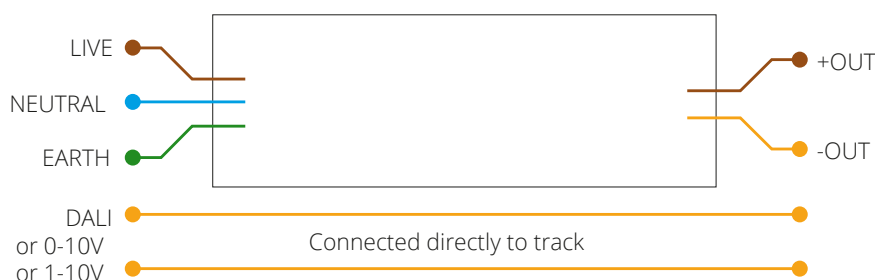 LIVE
NEUTRAL
EARTH
+OUT
-OUT
DALI
or 0-10V
or 1-10V
Connected directly to track